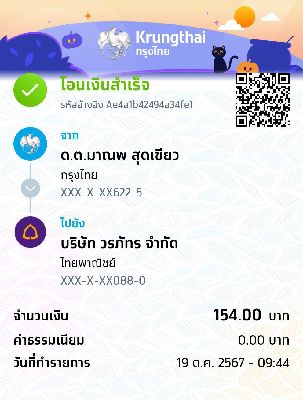 Krungthai
กรุงไทย
โอนเงินสำเร็จ
รหัสอ้างอิง Ae4a1b42494a34fe1
จาก
ด.ต.มาณพ สุดเขียว
กรุงไทย
XXX-X-XX622-5
ไปยัง
บริษัท วรภัทร จำกัด
ไทยพาณิชย์
XXX-X-XX088-0
จำนวนเงิน 154.00 บาท
ค่าธรรมเนียม 0.00 บาท
วันที่ทำรายการ 19 ต.ค. 2567 - 09:44